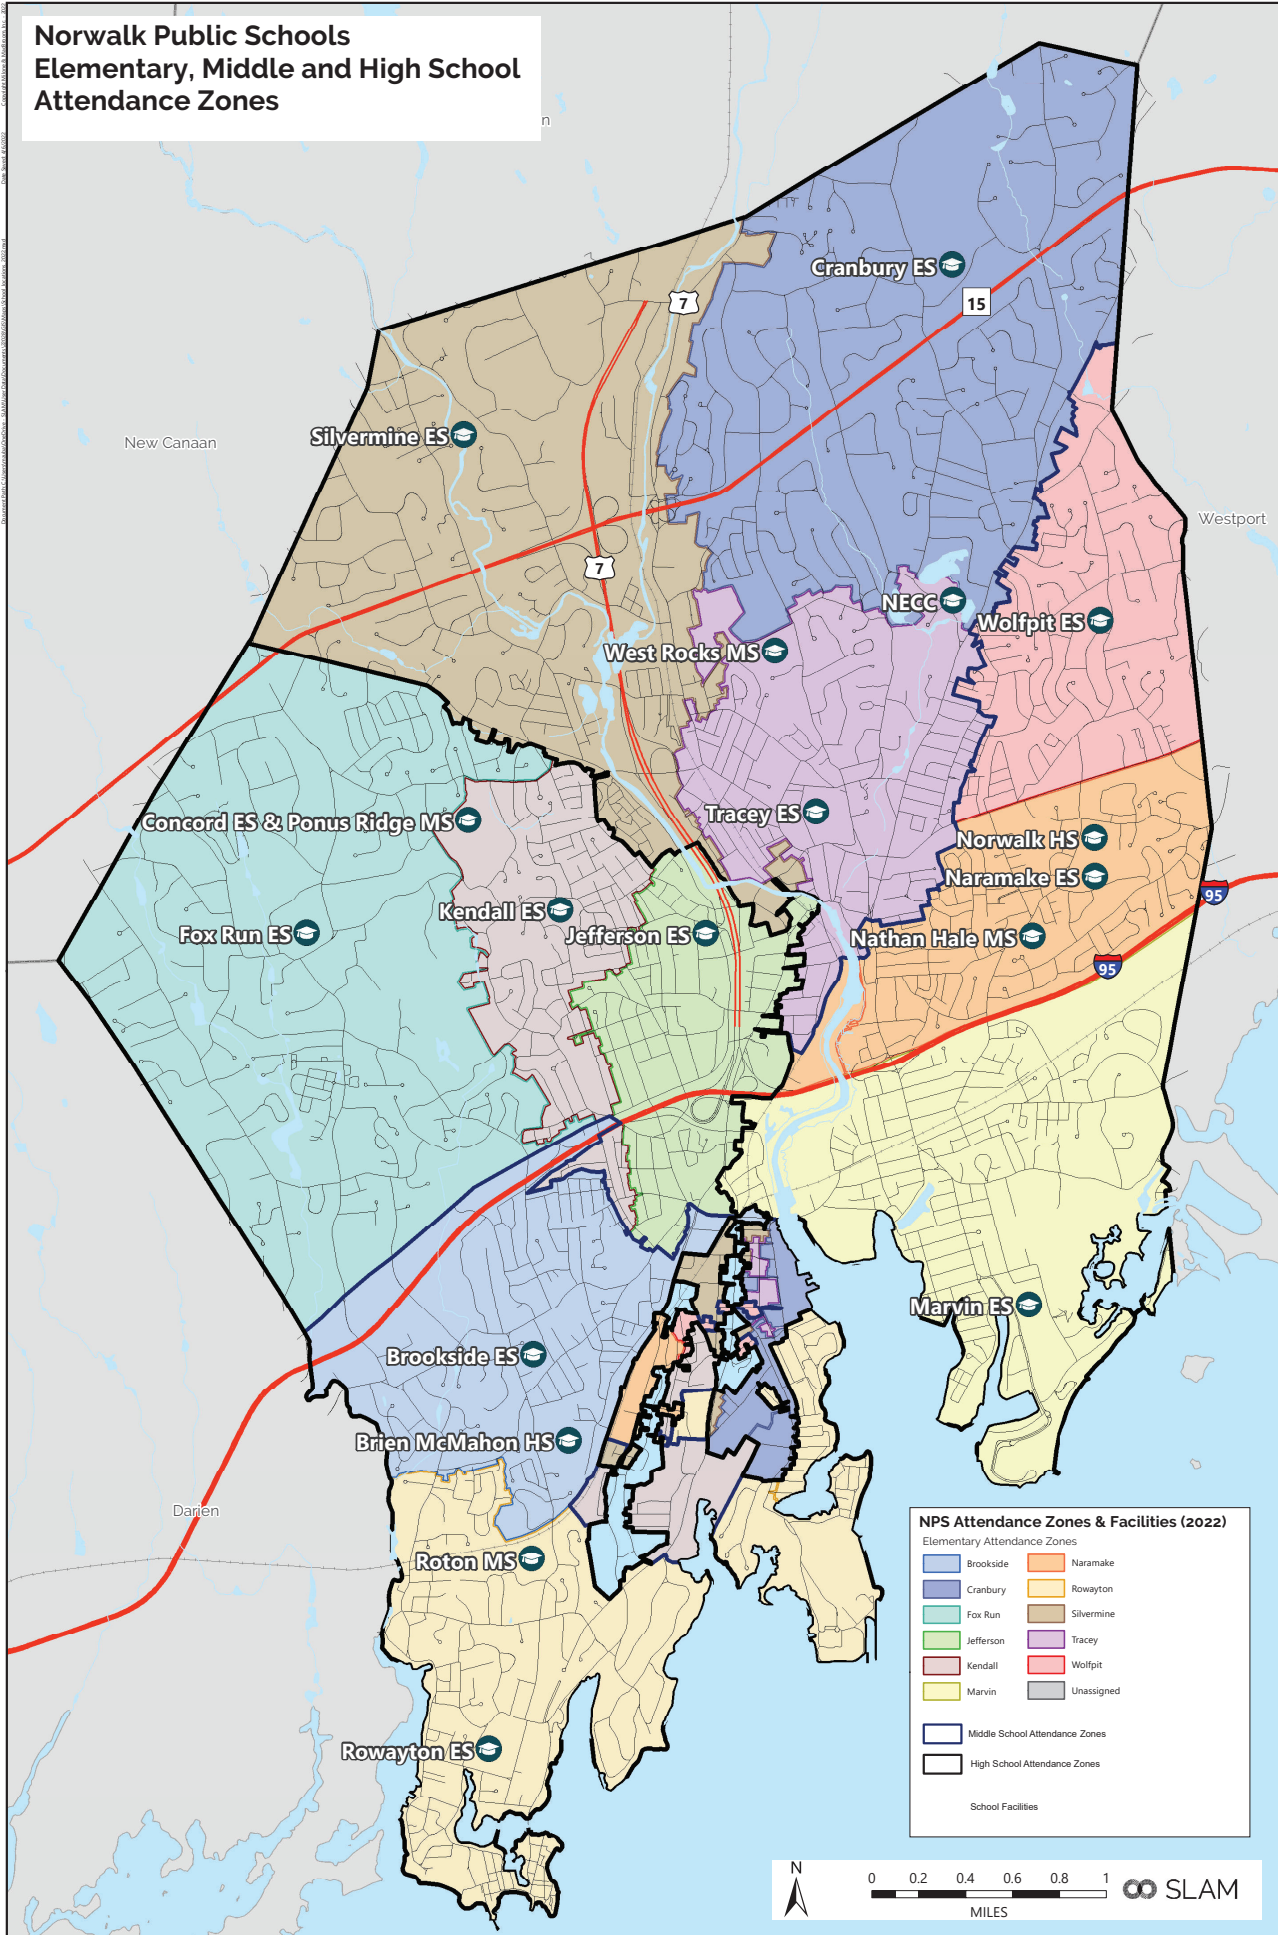 Norwalk Public Schools
Elementary, Middle and High School
Attendance Zones
n
Cranbury ES
15
7
New Canaan
Silvermine ES
Westport
7
NECC
Wolfpit ES
West Rocks MS
Tracey ES
Concord ES & Ponus Ridge MS
Norwalk HS
Naramake ES
95
Kendall ES
Fox Run ES
Jefferson ES
Nathan Hale MS
95
Marvin ES
Brookside ES
Brien McMahon HS
Darien
Roton MS
Rowayton ES
NPS Attendance Zones & Facilities (2022)
Elementary Attendance Zones
Brookside
Naramake
Cranbury
Rowayton
Fox Run
Silvermine
Jefferson
Tracey
Kendall
Wolfpit
Marvin
Unassigned
Middle School Attendance Zones
High School Attendance Zones
School Facilities
N
0 0.2 0.4 0.6 0.8 1
MILES
SLAM